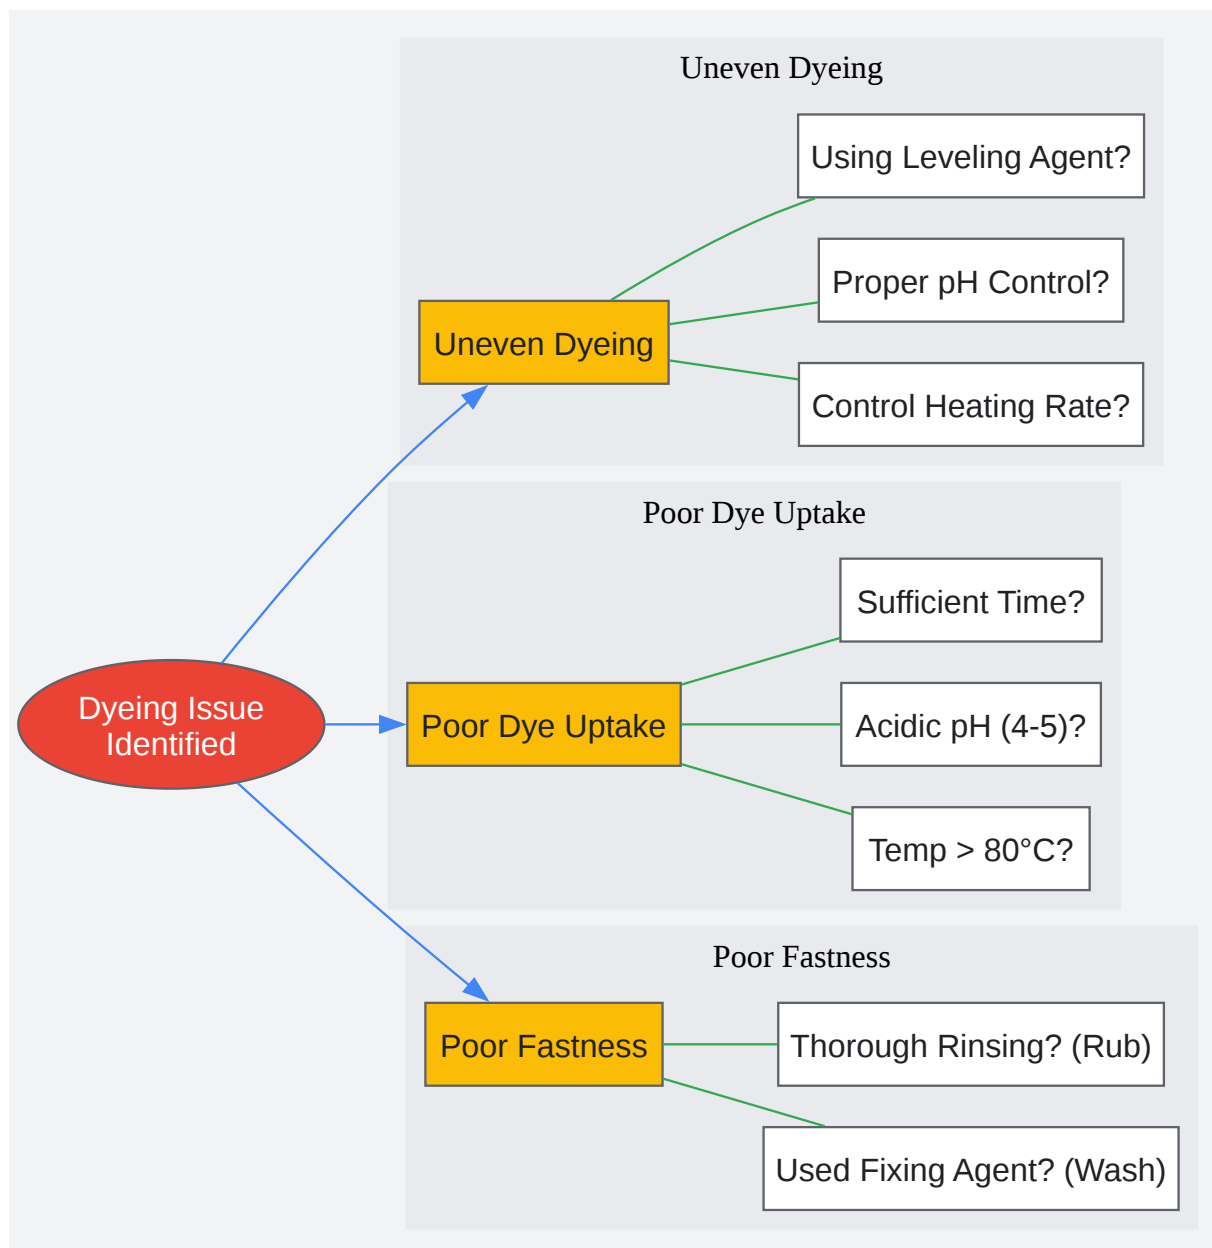 Uneven Dyeing
Using Leveling Agent?
Proper pH Control?
Uneven Dyeing
Control Heating Rate?
Poor Dye Uptake
Sufficient Time?
Dyeing Issue
Identified
Poor Dye Uptake
Acidic pH (4-5)?
Temp > 80°C?
Poor Fastness
Poor Fastness
Thorough Rinsing? (Rub)
Used Fixing Agent? (Wash)